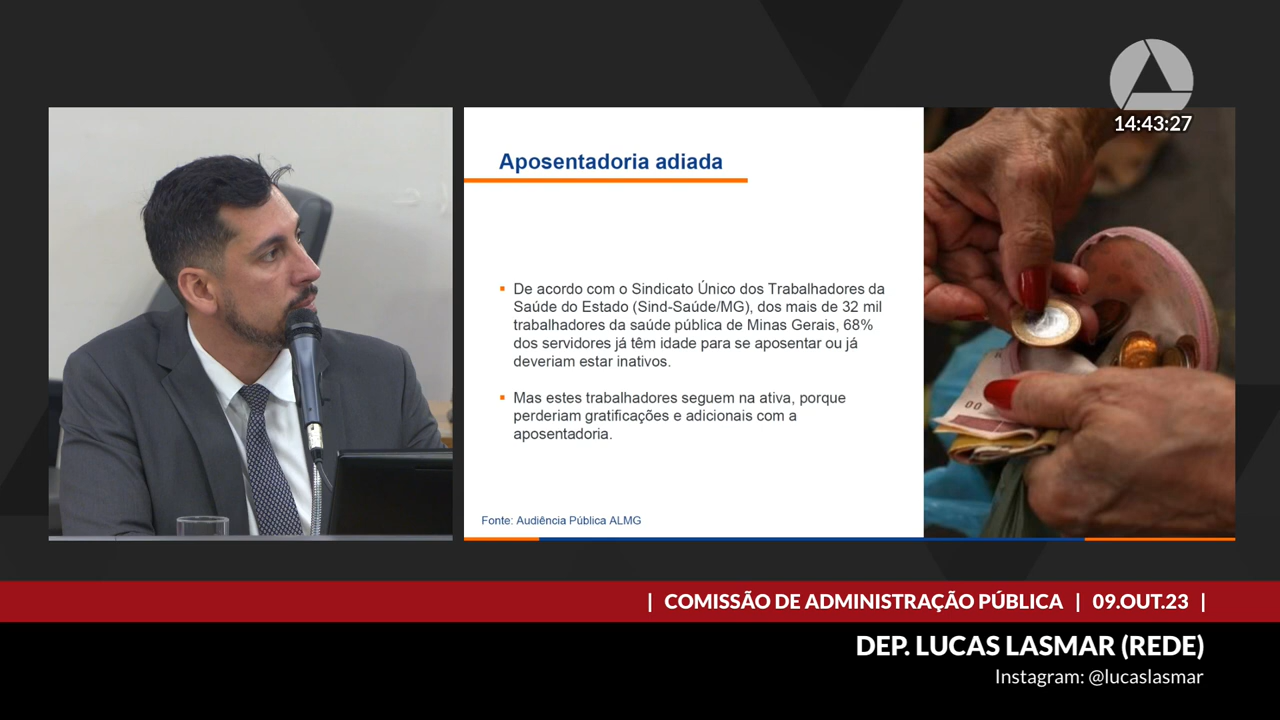 14:43:27
Aposentadoria adiada
▪ De acordo com o Sindicato Único dos Trabalhadores da
Saúde do Estado (Sind-Saúde/MG), dos mais de 32 mil
trabalhadores da saúde pública de Minas Gerais, 68%
dos servidores já têm idade para se aposentar ou já
deveriam estar inativos.
▪ Mas estes trabalhadores seguem na ativa, porque
perderiam gratificações e adicionais com a
aposentadoria.
Fonte: Audiência Pública ALMG
00
| COMISSÃO DE ADMINISTRAÇÃO PÚBLICA | 09.OUT.23 |
DEP. LUCAS LASMAR (REDE)
Instagram: @lucaslasmar